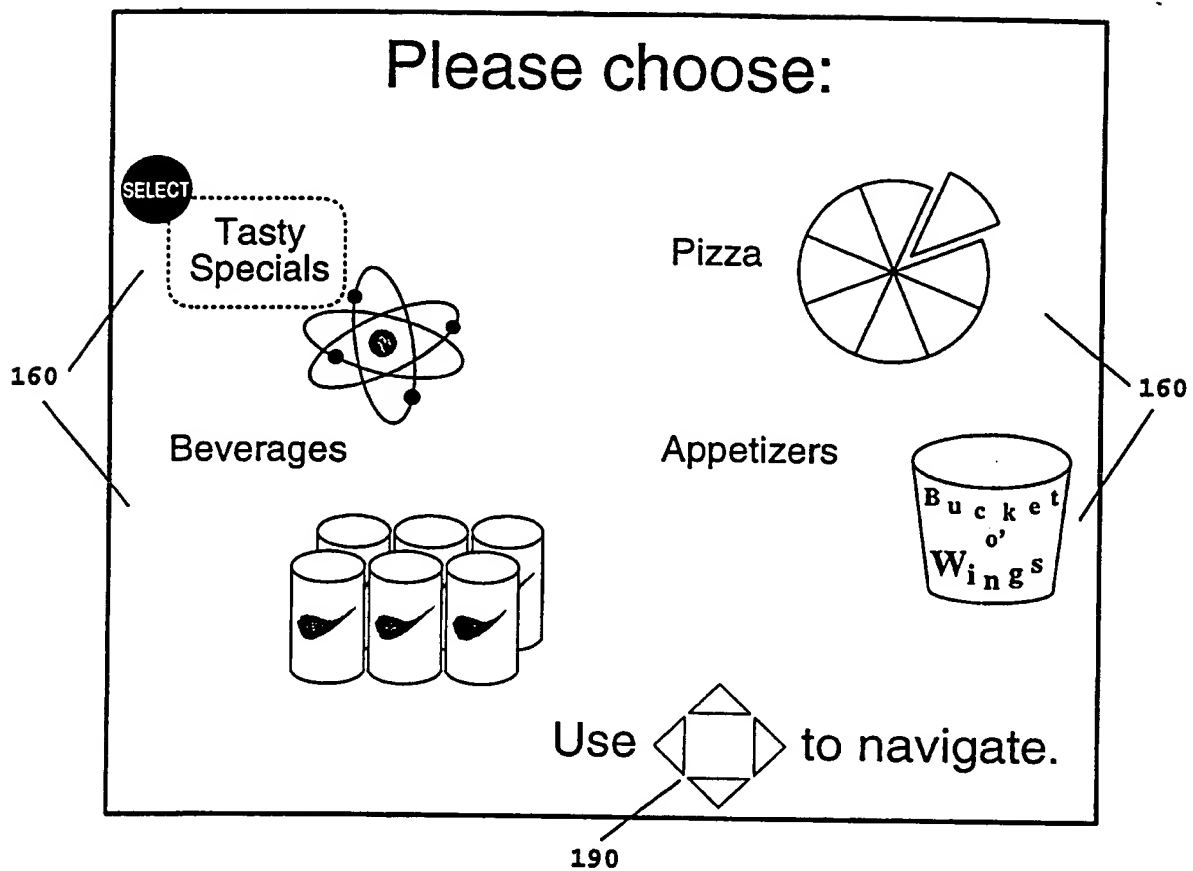 Please choose:
SELECT
Tasty
Specials
Pizza
160
160
Beverages
Appetizers
Bucket
o'
Wings
Use to navigate.
190